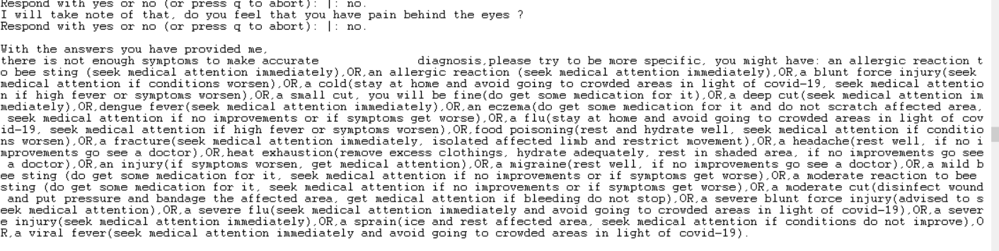 Respond with yes or no (or press q to abort): |: no.
I will take note of that, do you feel that you have pain behind the eyes ?
Respond with yes or no (or press q to abort): |: no.

With the answers you have provided me,
there is not enough symptoms to make accurate                 diagnosis,please try to be more specific, you might have: an allergic reaction t
o bee sting (seek medical attention immediately),OR,an allergic reaction (seek medical attention immediately),OR,a blunt force injury(seek
medical attention if conditions worsen),OR,a cold(stay at home and avoid going to crowded areas in light of covid-19, seek medical attentio
n if high fever or symptoms worsen),OR,a small cut, you will be fine(do get some medication for it),OR,a deep cut(seek medical attention im
mediately),OR,dengue fever(seek medical attention immediately),OR,an eczema(do get some medication for it and do not scratch affected area,
 seek medical attention if no improvements or if symptoms get worse),OR,a flu(stay at home and avoid going to crowded areas in light of cov
id-19, seek medical attention if high fever or symptoms worsen),OR,food poisoning(rest and hydrate well, seek medical attention if conditio
ns worsen),OR,a fracture(seek medical attention immediately, isolated affected limb and restrict movement),OR,a headache(rest well, if no i
mprovements go see a doctor),OR,heat exhaustion(remove excess clothings, hydrate adequately, rest in shaded area, if no improvements go see
 a doctor),OR,an injury(if symptoms worsen, get medical attention),OR,a migraine(rest well, if no improvements go see a doctor),OR,a mild b
ee sting (do get some medication for it, seek medical attention if no improvements or if symptoms get worse),OR,a moderate reaction to bee
sting (do get some medication for it, seek medical attention if no improvements or if symptoms get worse),OR,a moderate cut(disinfect wound
 and put pressure and bandage the affected area, get medical attention if bleeding do not stop),OR,a severe blunt force injury(advised to s
eek medical attention),OR,a severe flu(seek medical attention immediately and avoid going to crowded areas in light of covid-19),OR,a sever
e injury(seek medical attention immediately),OR,a sprain(ice and rest affected area, seek medical attention if conditions do not improve),O
R,a viral fever(seek medical attention immediately and avoid going to crowded areas in light of covid-19).